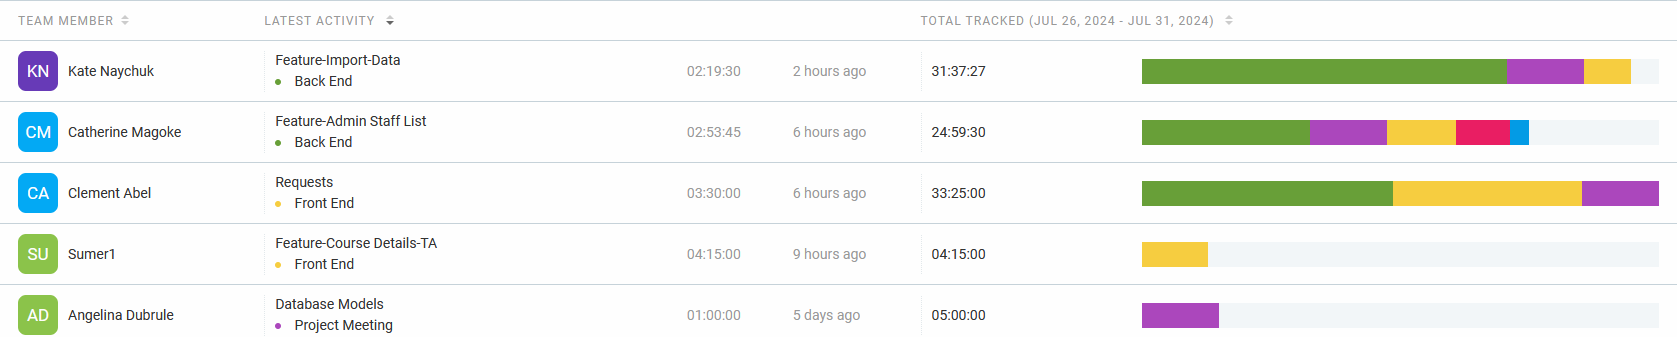 TEAM MEMBER LATEST ACTIVITY TOTAL TRACKED (JUL 26, 2024 - JUL 31, 2024)
KN Kate Naychuk Feature-Import-Data 02:19:30 2 hours ago 31:37:27
Back End
CM Catherine Magoke Feature-Admin Staff List 02:53:45 6 hours ago 24:59:30
Back End
CA Clement Abel Requests 03:30:00 6 hours ago 33:25:00
Front End
SU Sumer1 Feature-Course Details-TA 04:15:00 9 hours ago 04:15:00
Front End
AD Angelina Dubrule Database Models 01:00:00 5 days ago 05:00:00
Project Meeting